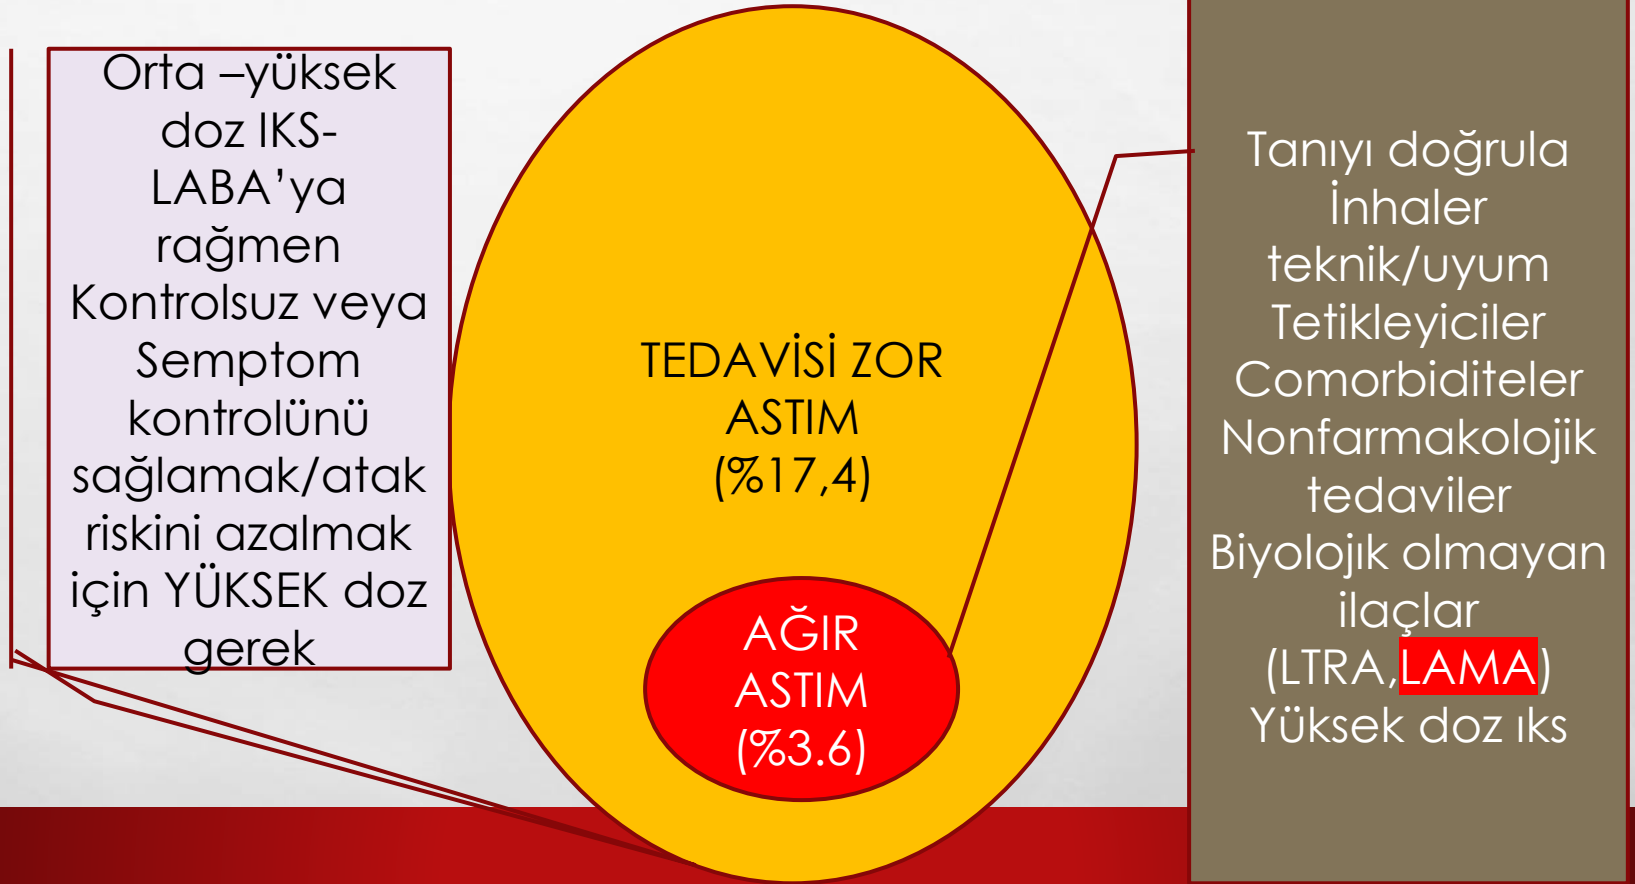 Orta –yüksek
doz IKS-
LABA’ya
rağmen
Kontrolsuz veya
Semptom
kontrolünü
sağlamak/atak
riskini azalmak
için YÜKSEK doz
gerek
TEDAVİSİ ZOR
ASTIM
(%17,4)
AĞIR
ASTIM
(%3.6)
Tanıyı doğrula
İnhaler
teknik/uyum
Tetikleyiciler
Comorbiditeler
Nonfarmakolojik
tedaviler
Biyolojık olmayan
ilaçlar
(LTRA,LAMA)
Yüksek doz ıks